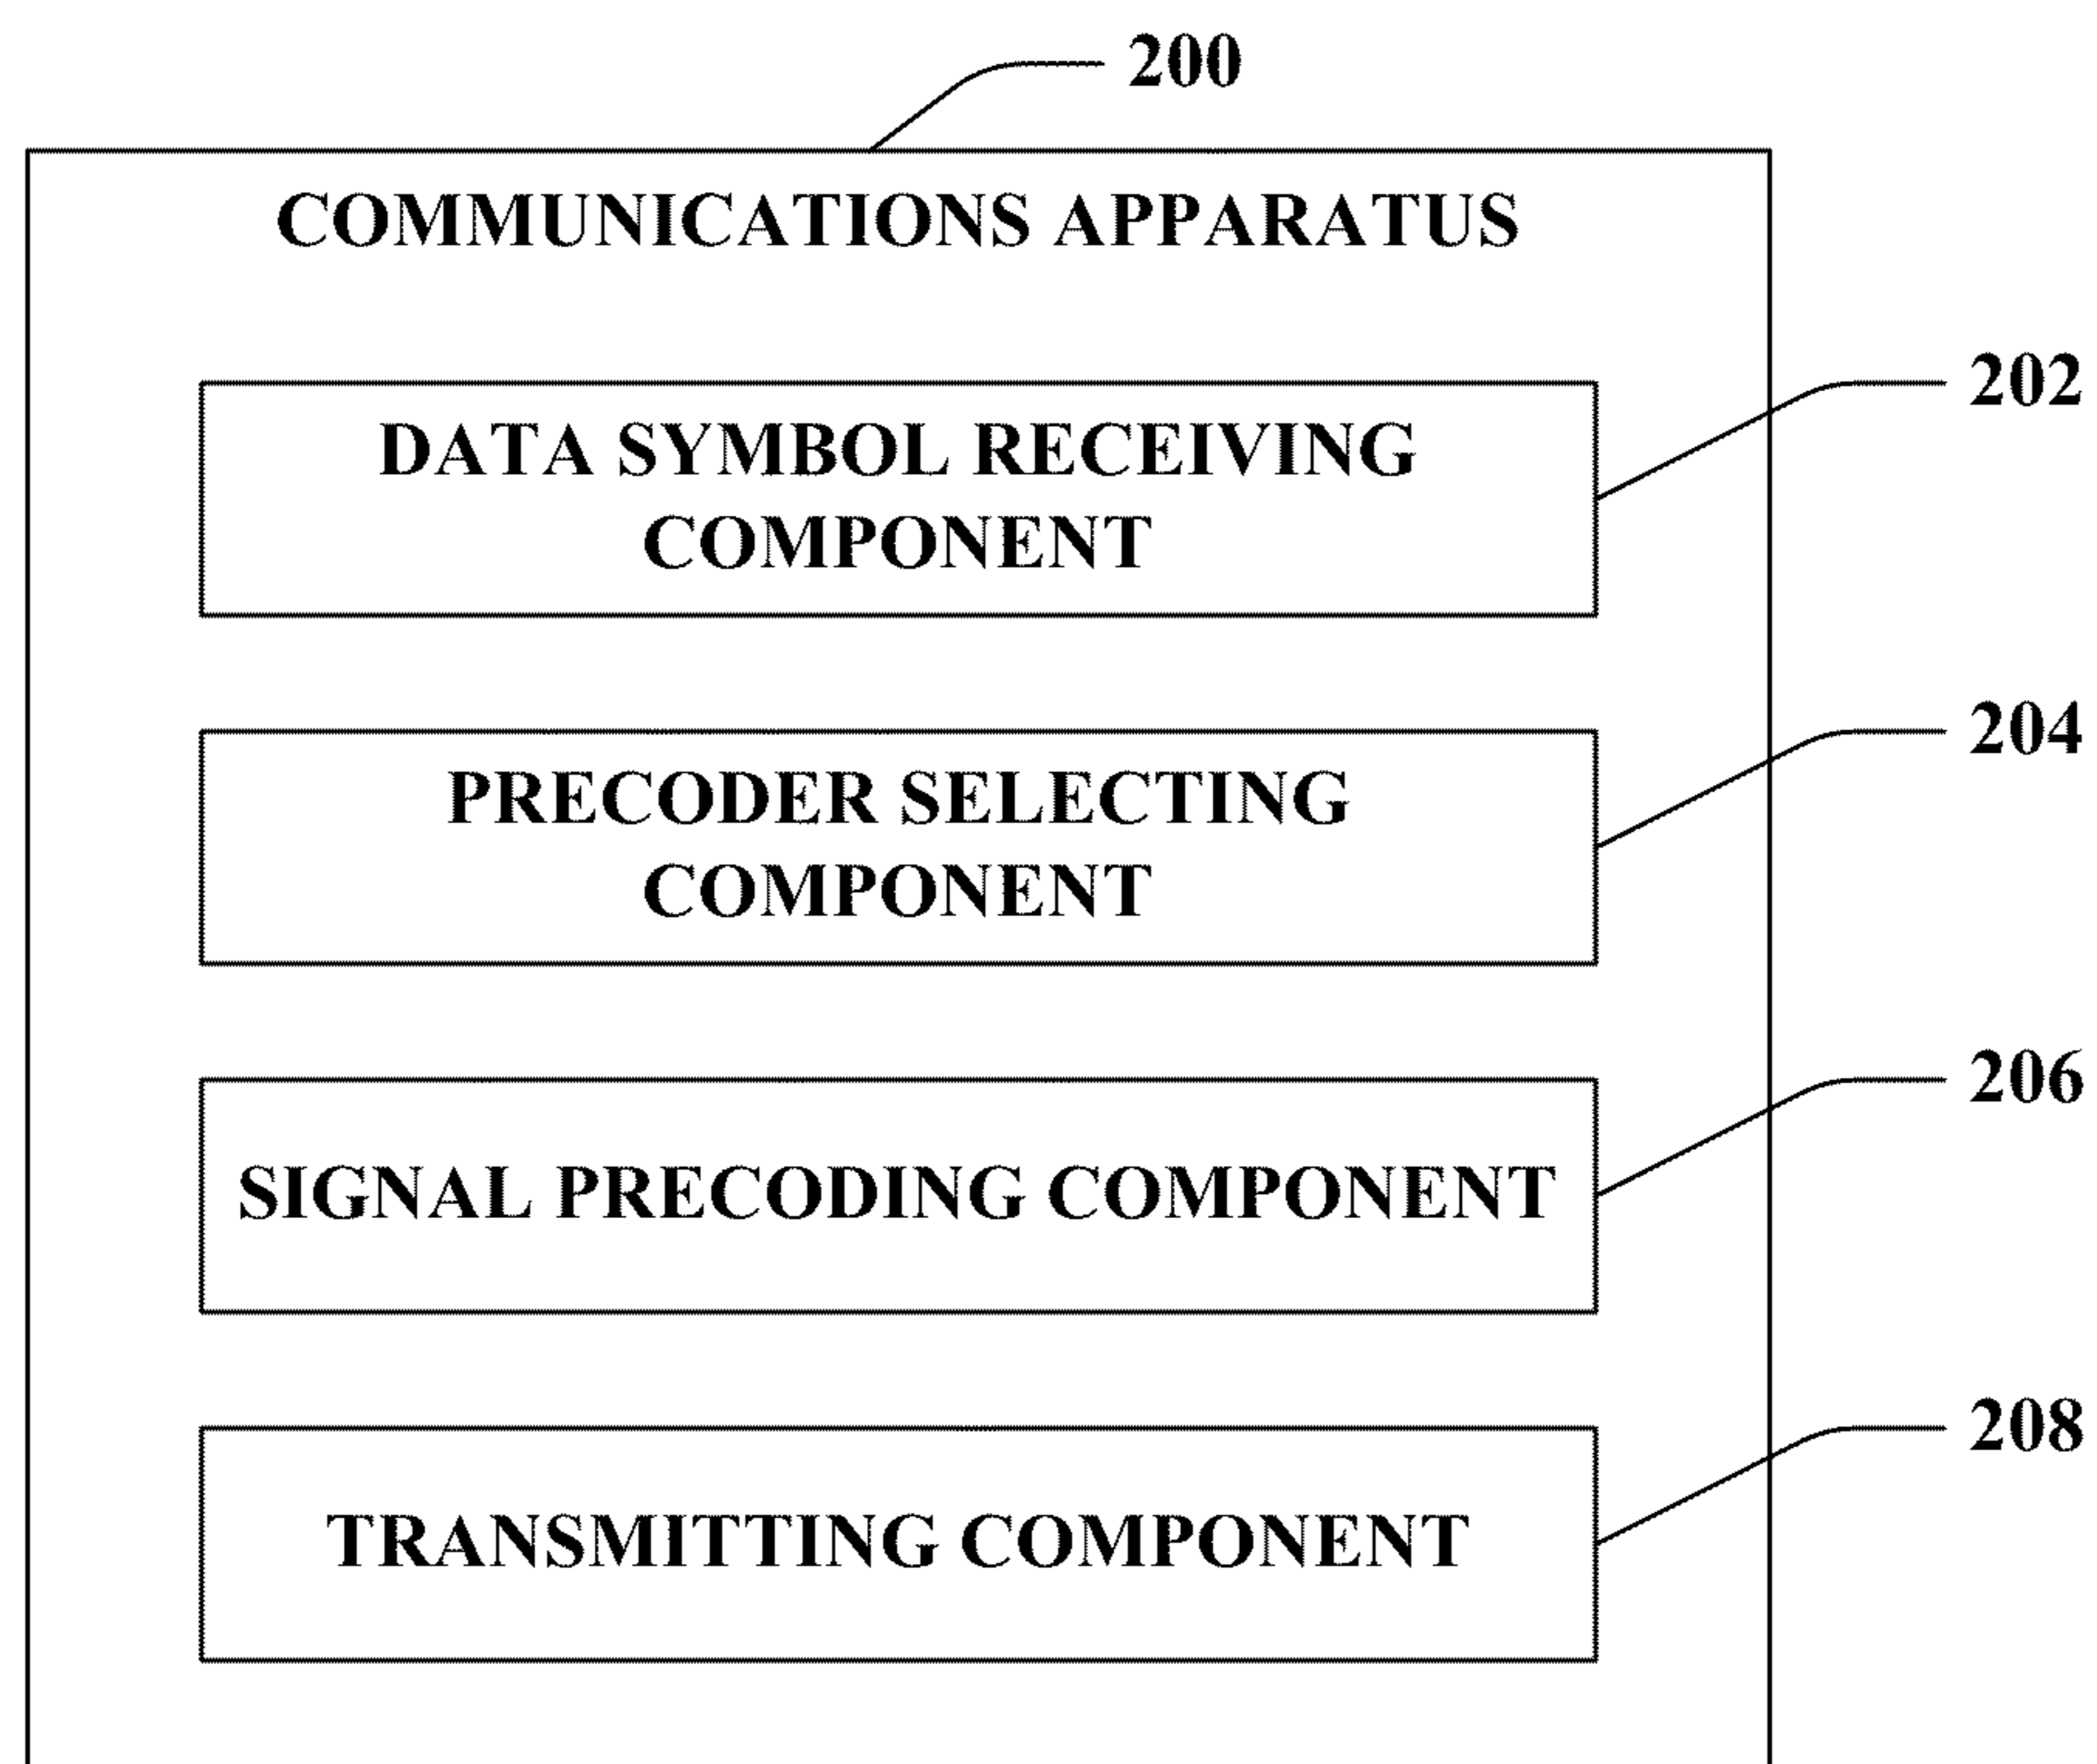 200
COMMUNICATIONS APPARATUS
202
DATA SYMBOL RECEIVING
COMPONENT
204
PRECODER SELECTING
COMPONENT
206
SIGNAL PRECODING COMPONENT
208
TRANSMITTING COMPONENT